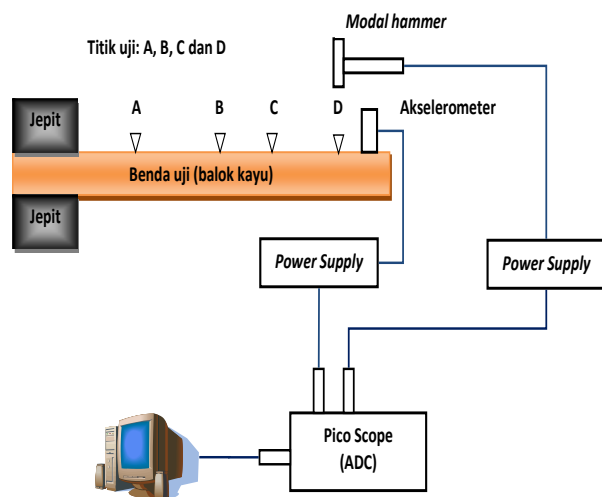 Modal hammer
Titik uji: A, B, C dan D
Jepit
A B C D
Akselerometer
Benda uji (balok kayu)
Jepit
Power Supply
Power Supply
Pico Scope
(ADC)